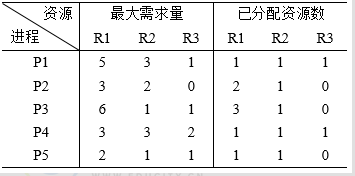 资源 最大需求量 已分配资源数
进程 R1 R2 R3 R1 R2 R3
P1 5 3 1 1 1 1
P2 3 2 0 2 1 0
P3 6 1 1 3 1 0
P4 3 3 2 1 1 1
P5 2 1 1 1 1 0